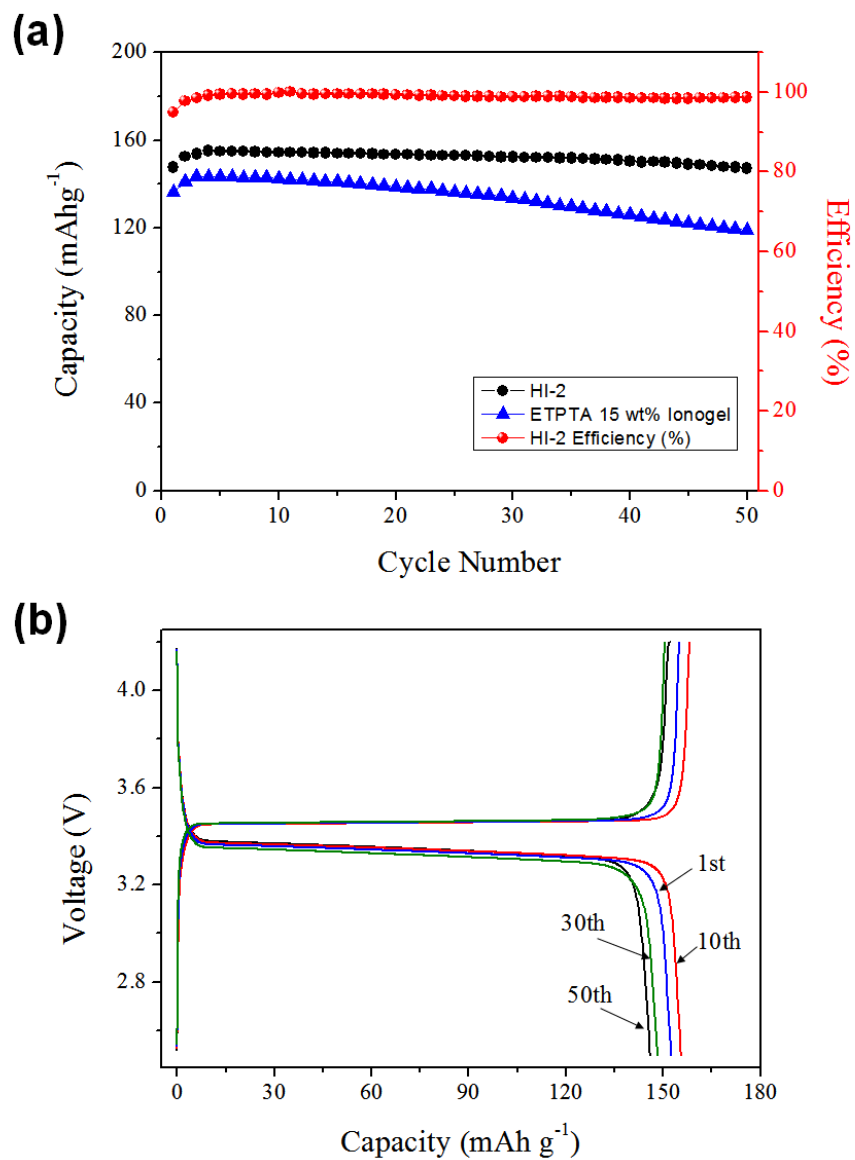 (a)
200
160
120
80
40
0
Capacity (mAhg⁻¹)
100
80
60
40
20
0
Efficiency (%)
HI-2
ETPTA 15 wt% Ionogel
HI-2 Efficiency (%)
0 10 20 30 40 50
Cycle Number
(b)
4.0
3.6
3.2
2.8
Voltage (V)
1st
30th
10th
50th
0 30 60 90 120 150 180
Capacity (mAh g⁻¹)